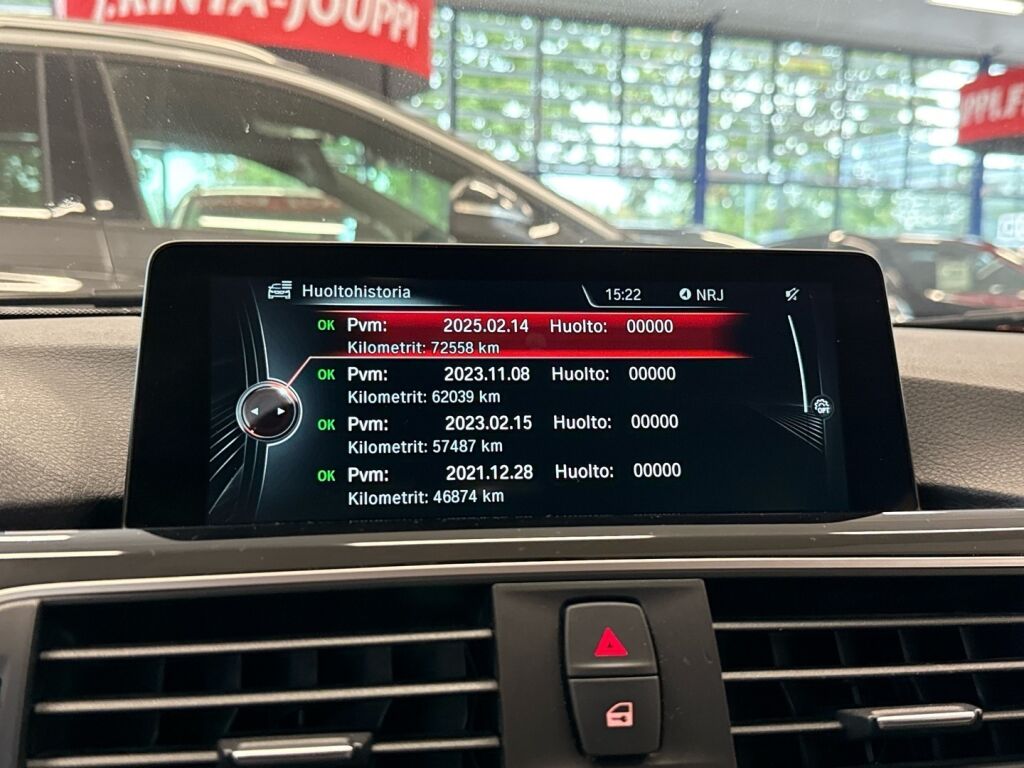 J.RINTA-JOUPPI
PPI.F
Huoltohistoria 15:22 NRJ
OK Pvm: 2025.02.14 Huolto: 00000
Kilometrit: 72558 km
OK Pvm: 2023.11.08 Huolto: 00000
Kilometrit: 62039 km
OPT
OK Pvm: 2023.02.15 Huolto: 00000
Kilometrit: 57487 km
OK Pvm: 2021.12.28 Huolto: 00000
Kilometrit: 46874 km